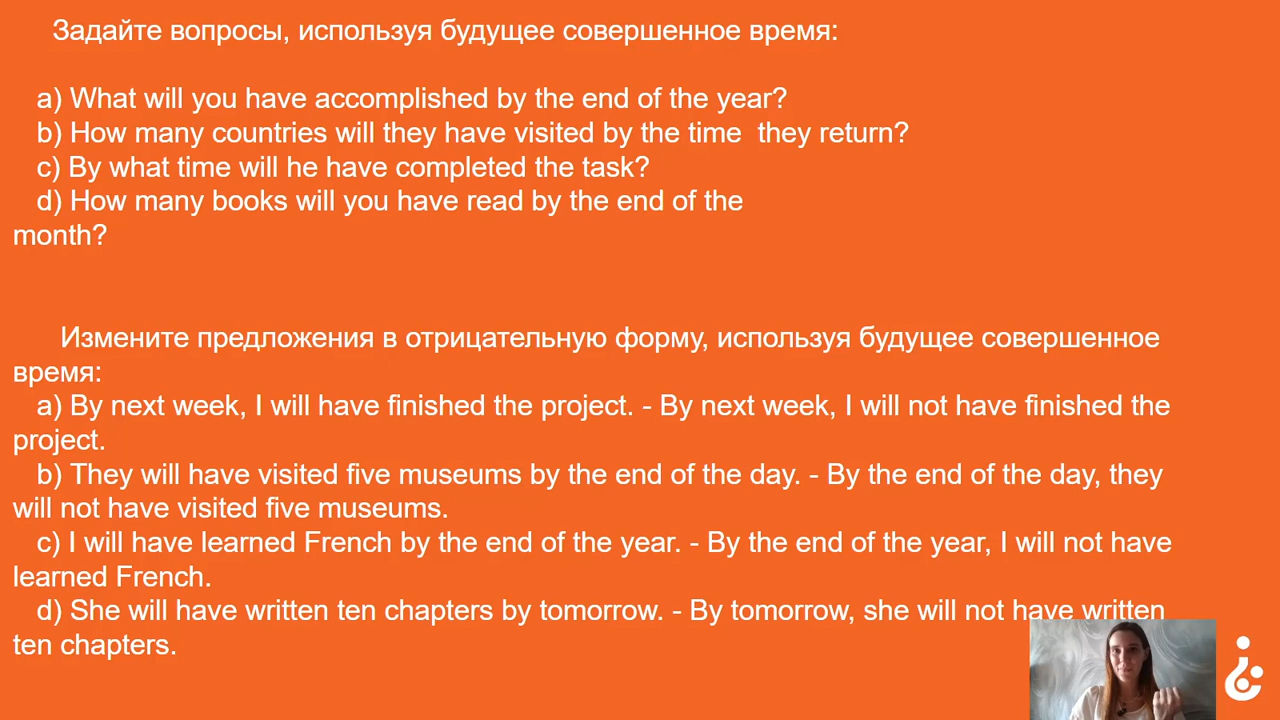 Задайте вопросы, используя будущее совершенное время:
a) What will you have accomplished by the end of the year?
b) How many countries will they have visited by the time  they return?
c) By what time will he have completed the task?
d) How many books will you have read by the end of the
month?
Измените предложения в отрицательную форму, используя будущее совершенное
время:
a) By next week, I will have finished the project. - By next week, I will not have finished the
project.
b) They will have visited five museums by the end of the day. - By the end of the day, they
will not have visited five museums.
c) I will have learned French by the end of the year. - By the end of the year, I will not have
learned French.
d) She will have written ten chapters by tomorrow. - By tomorrow, she will not have written
ten chapters.